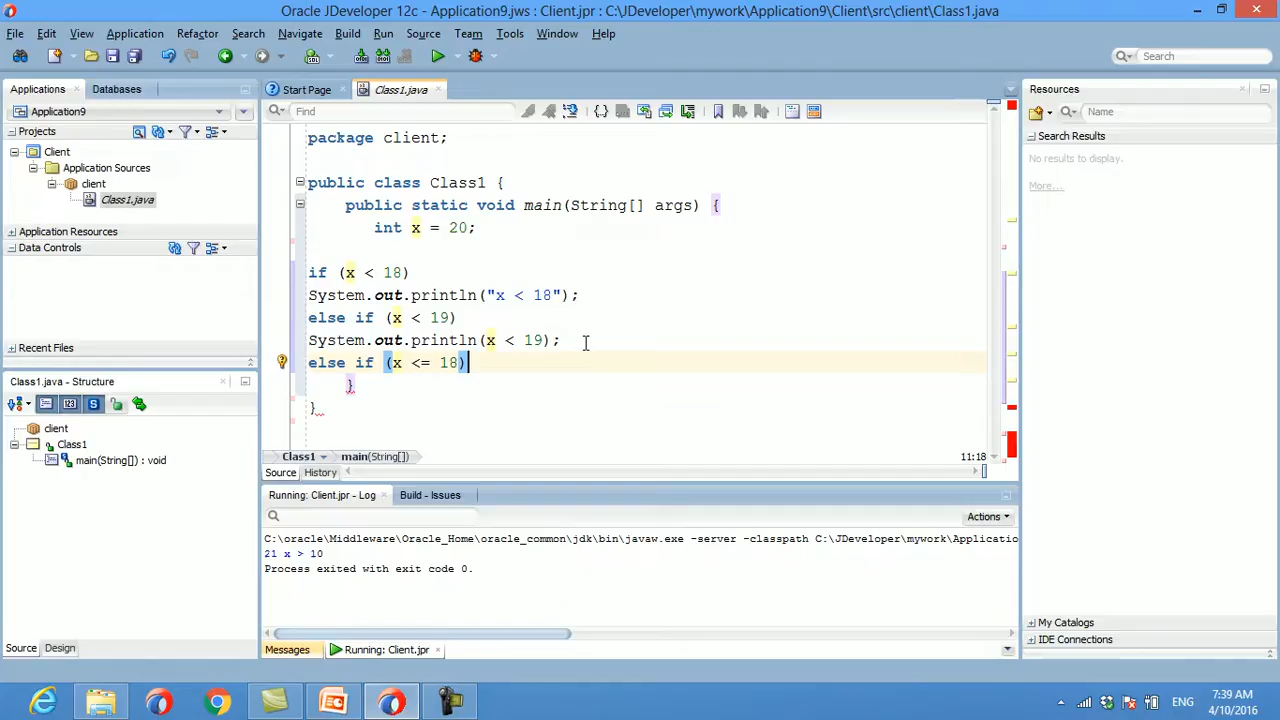 Oracle JDeveloper 12c - Application9.jws : Client.jpr : C:\JDeveloper\mywork\Application9\Client\src\client\Class1.java
File Edit View Application Refactor Search Navigate Build Run Source Team Tools Window Help
Search
Applications
Databases
Start Page
Class1.java
Resources
Application9
Find
Name
Projects
Search Results
Client
No results to display.
Application Sources
More...
client
Class1.java
Application Resources
Data Controls
Recent Files
package client;
public class Class1 {
public static void main(String[] args) {
int x = 20;
if (x < 18)
System.out.println("x < 18");
else if (x < 19)
System.out.println(x < 19);
else if (x <= 18)
}
}
Class1.java - Structure
client
Class1
main(String[]) : void
Class1
main(String[])
11:18
Source
History
Running: Client.jpr - Log
Build - Issues
Actions
C:\oracle\Middleware\Oracle_Home\oracle_common\jdk\bin\javaw.exe -server -classpath C:\JDeveloper\mywork\Applicatio
21 x > 10
Process exited with exit code 0.
My Catalogs
IDE Connections
Source
Design
Messages
Running: Client.jpr
ENG
7:39 AM
4/10/2016